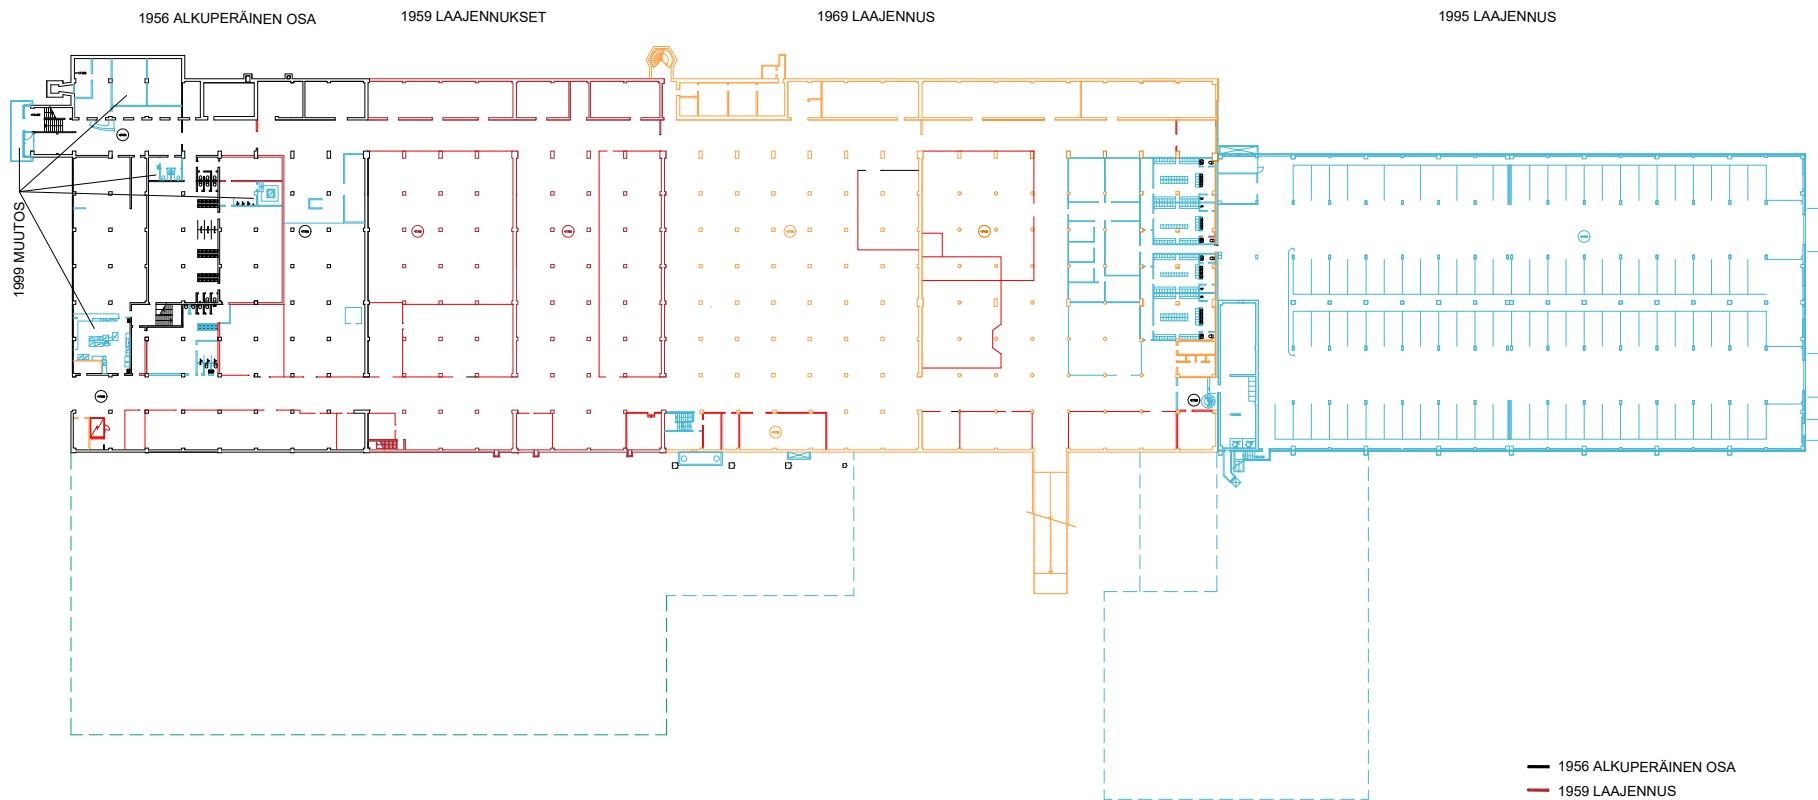 1956 ALKUPERÄINEN OSA
1959 LAAJENNUKSET
1969 LAAJENNUS
1995 LAAJENNUS
1999 MUUTOS
1956 ALKUPERÄINEN OSA
1959 LAAJENNUS